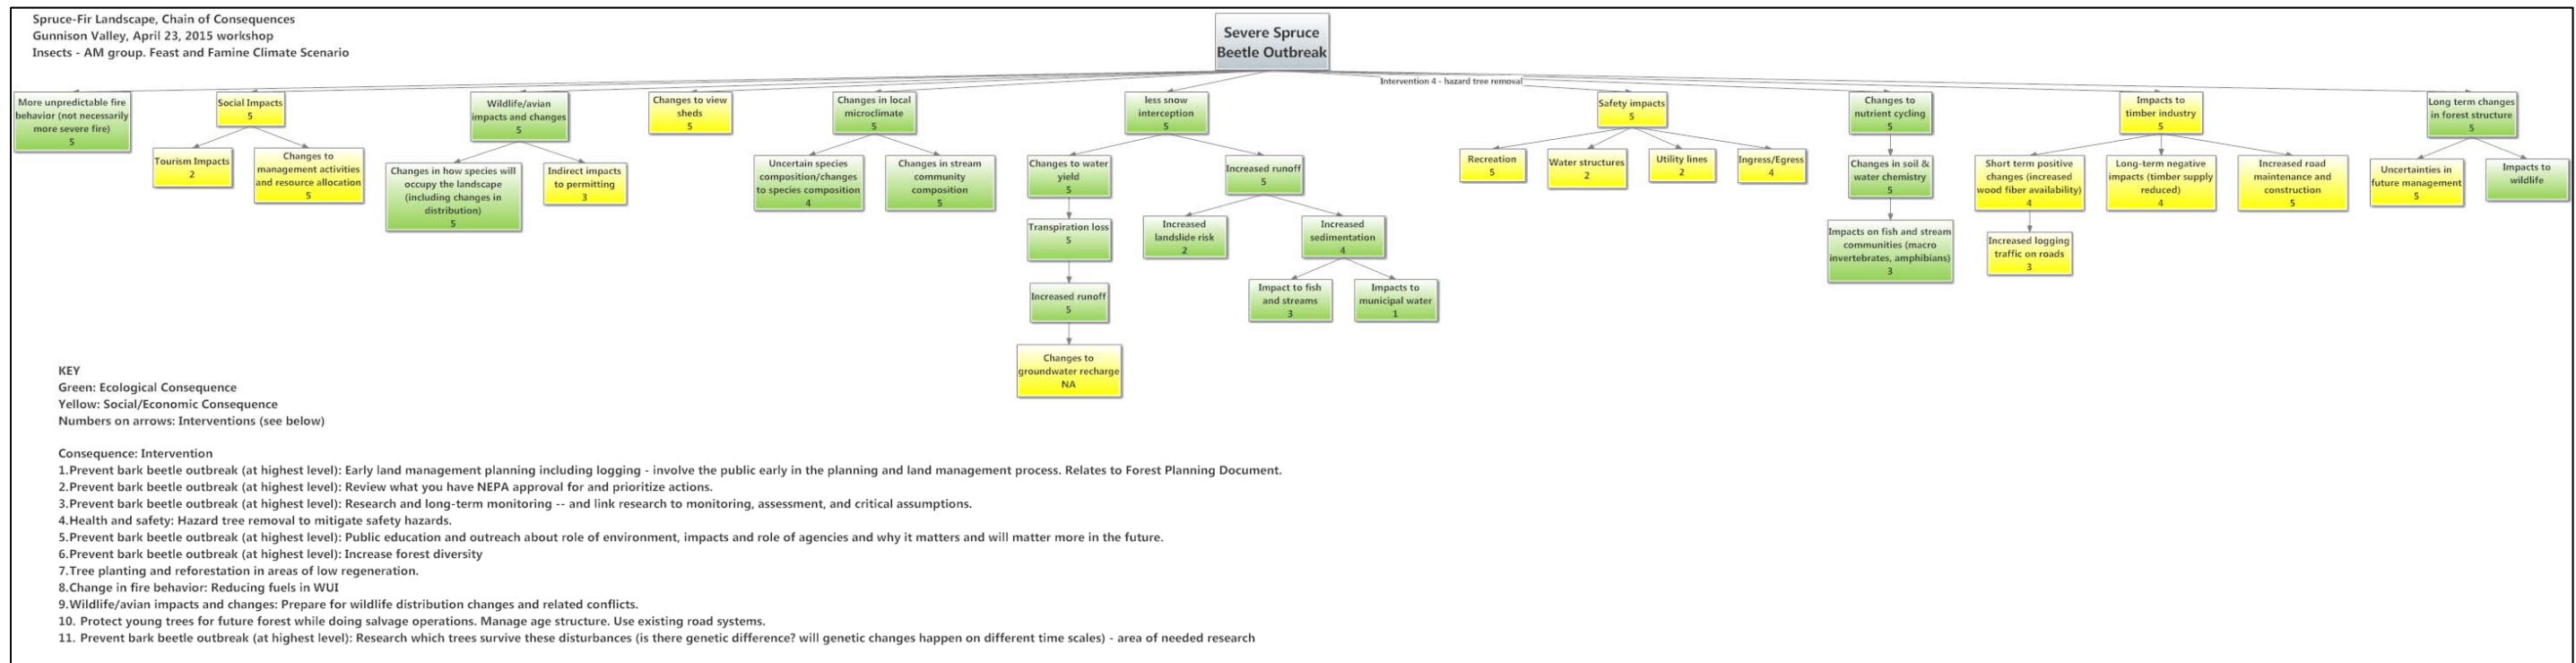 Spruce-Fir Landscape, Chain of Consequences
Gunnison Valley, April 23, 2015 workshop
Insects - AM group. Feast and Famine Climate Scenario
Severe Spruce
Beetle Outbreak
Intervention 4 - hazard tree removal
More unpredictable fire
behavior (not necessarily
more severe fire)
5
Social Impacts
5
Tourism Impacts
2
Changes to
management activities
and resource allocation
5
Wildlife/avian
impacts and changes
5
Changes in how species will
occupy the landscape
(including changes in
distribution)
5
Indirect impacts
to permitting
3
Changes to view
sheds
5
Changes in local
microclimate
5
Uncertain species
composition/changes
to species composition
4
Changes in stream
community
composition
5
less snow
interception
5
Changes to water
yield
5
Transpiration loss
5
Increased runoff
5
Changes to
groundwater recharge
NA
Increased runoff
5
Increased
landslide risk
2
Increased
sedimentation
4
Impact to fish
and streams
3
Impacts to
municipal water
1
Safety impacts
5
Recreation
5
Water structures
2
Utility lines
2
Ingress/Egress
4
Changes to
nutrient cycling
5
Changes in soil &
water chemistry
5
Impacts on fish and stream
communities (macro
invertebrates, amphibians)
3
Impacts to
timber industry
5
Short term positive
changes (increased
wood fiber availability)
4
Increased logging
traffic on roads
3
Long-term negative
impacts (timber supply
reduced)
4
Increased road
maintenance and
construction
5
Long term changes
in forest structure
5
Uncertainties in
future management
5
Impacts to
wildlife
KEY
Green: Ecological Consequence
Yellow: Social/Economic Consequence
Numbers on arrows: Interventions (see below)
Consequence: Intervention
1.Prevent bark beetle outbreak (at highest level): Early land management planning including logging - involve the public early in the planning and land management process. Relates to Forest Planning Document.
2.Prevent bark beetle outbreak (at highest level): Review what you have NEPA approval for and prioritize actions.
3.Prevent bark beetle outbreak (at highest level): Research and long-term monitoring -- and link research to monitoring, assessment, and critical assumptions.
4.Health and safety: Hazard tree removal to mitigate safety hazards.
5.Prevent bark beetle outbreak (at highest level): Public education and outreach about role of environment, impacts and role of agencies and why it matters and will matter more in the future.
6.Prevent bark beetle outbreak (at highest level): Increase forest diversity
7.Tree planting and reforestation in areas of low regeneration.
8.Change in fire behavior: Reducing fuels in WUI
9.Wildlife/avian impacts and changes: Prepare for wildlife distribution changes and related conflicts.
10. Protect young trees for future forest while doing salvage operations. Manage age structure. Use existing road systems.
11. Prevent bark beetle outbreak (at highest level): Research which trees survive these disturbances (is there genetic difference? will genetic changes happen on different time scales) - area of needed research